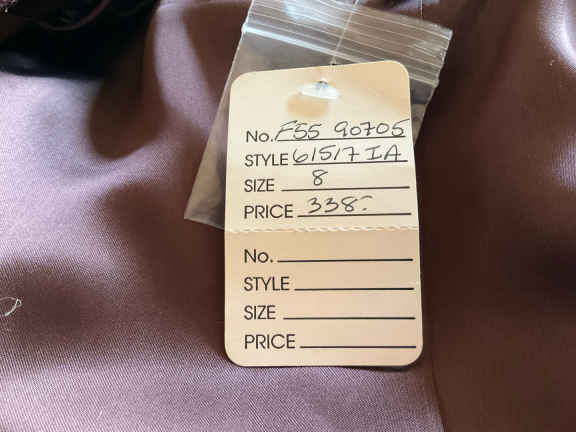 No. F55 90705
STYLE 61517 IA
SIZE 8
PRICE 338.-
No.
STYLE
SIZE
PRICE